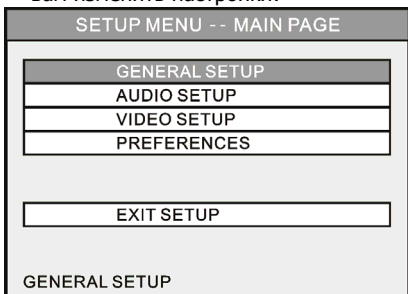 SETUP MENU -- MAIN PAGE
GENERAL SETUP
AUDIO SETUP
VIDEO SETUP
PREFERENCES
EXIT SETUP
GENERAL SETUP